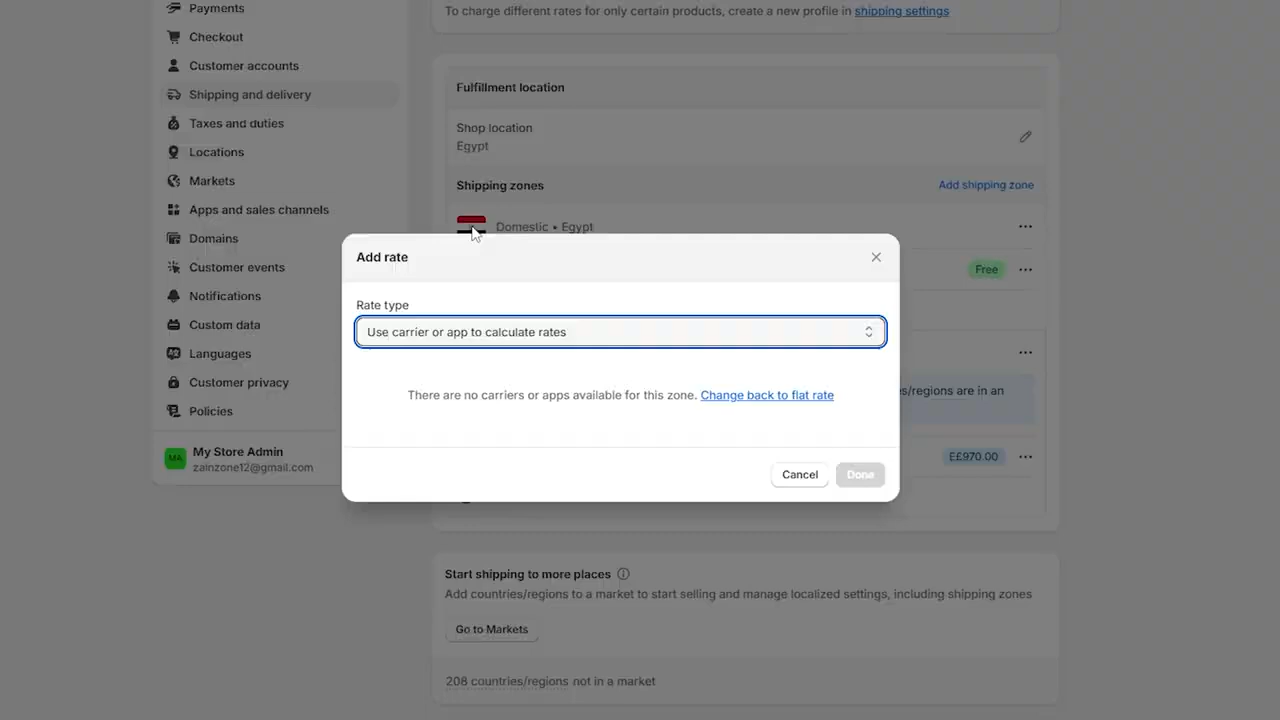 Payments
Checkout
Customer accounts
Shipping and delivery
Taxes and duties
Locations
Markets
Apps and sales channels
Domains
Customer events
Notifications
Custom data
Languages
Customer privacy
Policies
MA
My Store Admin
zainzone12@gmail.com
To charge different rates for only certain products, create a new profile in shipping settings
Fulfillment location
Shop location
Egypt
Shipping zones
Add shipping zone
Domestic • Egypt
Free
s/regions are in an
E£970.00
Add rate
Rate type
Use carrier or app to calculate rates
There are no carriers or apps available for this zone. Change back to flat rate
Cancel
Done
Start shipping to more places
Add countries/regions to a market to start selling and manage localized settings, including shipping zones
Go to Markets
208 countries/regions not in a market